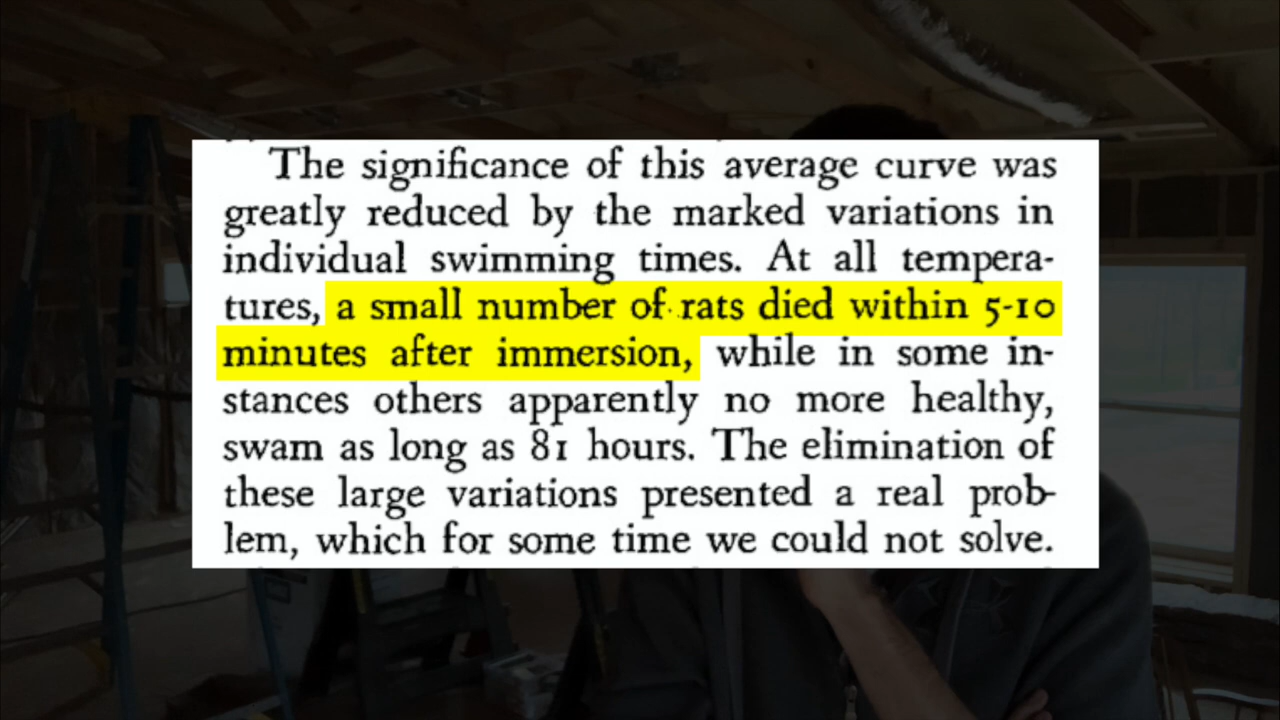 The significance of this average curve was
greatly reduced by the marked variations in
individual swimming times. At all tempera-
tures, a small number of rats died within 5-10
minutes after immersion, while in some in-
stances others apparently no more healthy,
swam as long as 81 hours. The elimination of
these large variations presented a real prob-
lem, which for some time we could not solve.